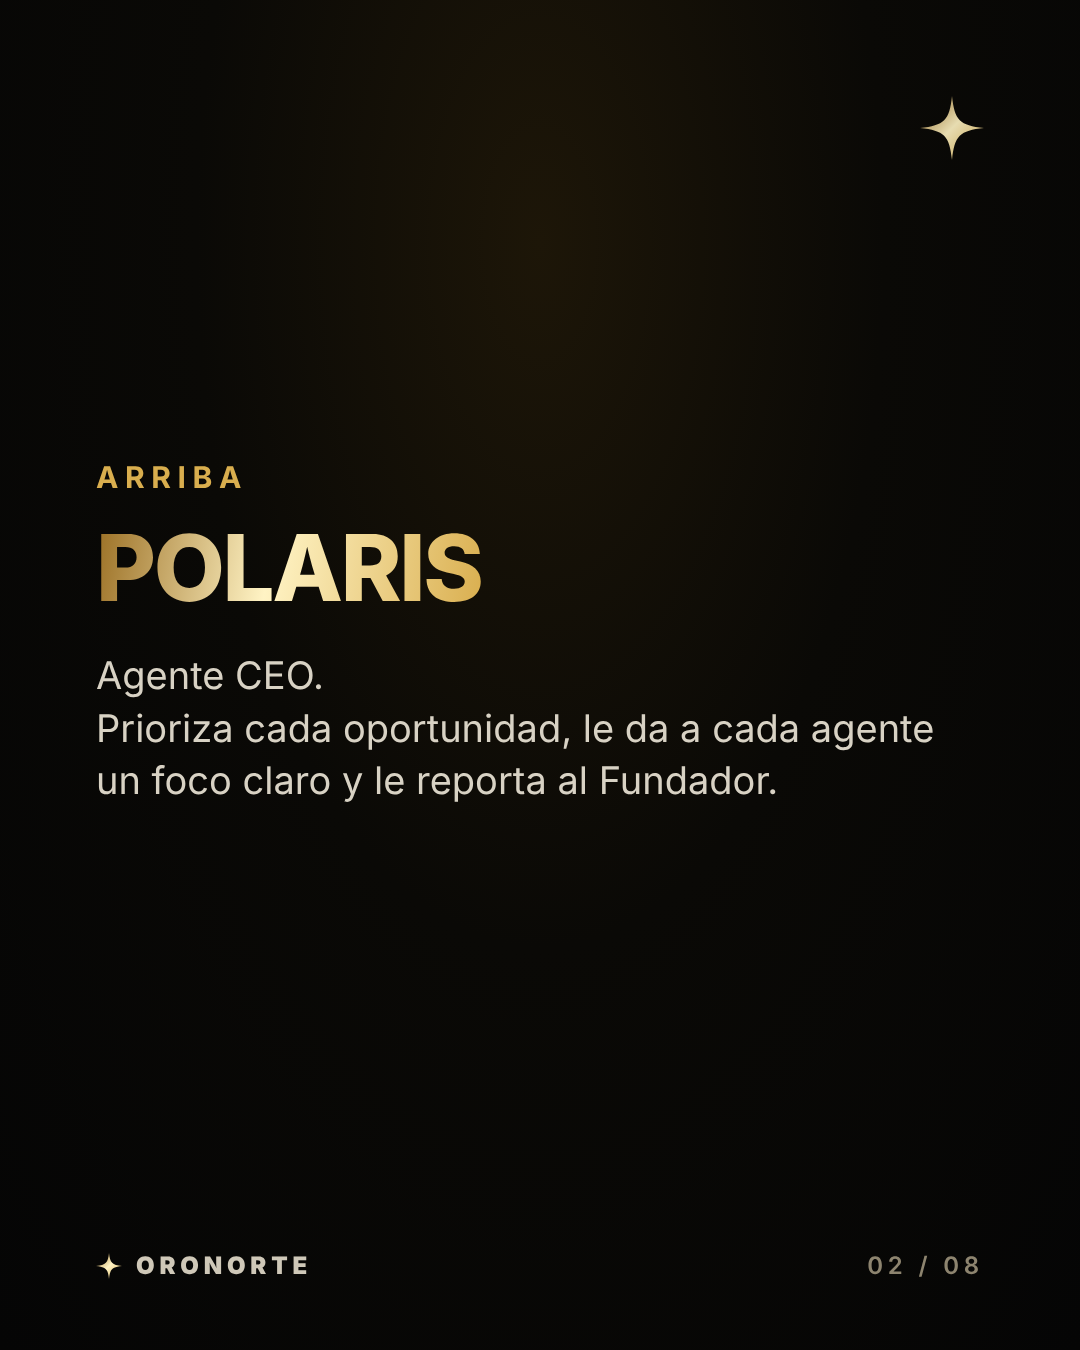 ARRIBA
POLARIS
Agente CEO.
Prioriza cada oportunidad, le da a cada agente
un foco claro y le reporta al Fundador.
ORONORTE
02 / 08